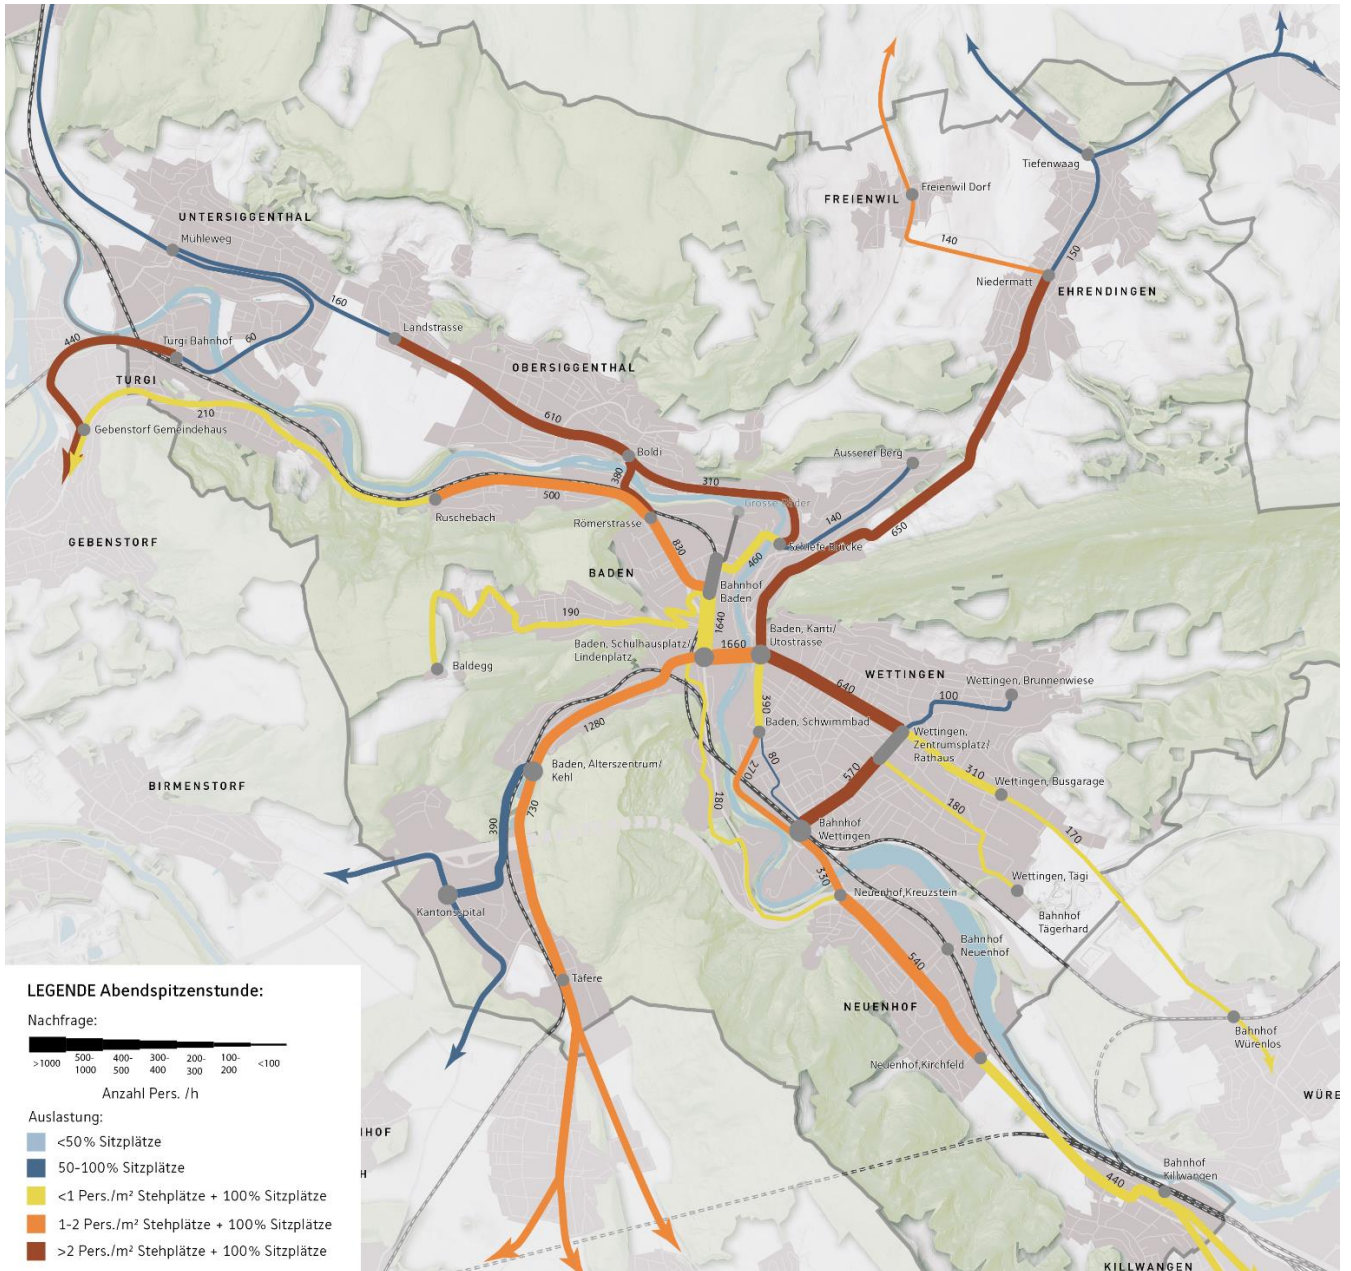 Tiefenwaag
Freienwil Dorf
FREIENWIL
UNTERSIGGENTHAL
Mühleweg
140
150
Niedermatt
EHRENDINGEN
160
Landstrasse
440
Turgi Bahnhof
60
OBERSIGGENTHAL
TURGI
210
610
Gebenstorf Gemeindehaus
Boldi
Äusserer Berg
380
310
500
Grosse Bäder
Ruschebach
Römerstrasse
140
650
GEBENSTORF
830
460
Schiefe Brücke
BADEN
Bahnhof
Baden
190
1640
Baden, Kanti/
Utostrasse
Baden, Schulhausplatz/
Lindenplatz
1660
Baldegg
WETTINGEN
640
Wettingen, Brunnenwiese
390
100
1280
Baden, Schwimmbad
Wettingen,
Zentrumsplatz/
Rathaus
Baden, Alterszentrum/
Kehl
80
270
570
310
Wettingen, Busgarage
BIRMENSTORF
730
180
180
390
Bahnhof
Wettingen
170
330
Wettingen, Tägi
Neuenhof,Kreuzstein
Kantonsspital
Bahnhof
Tägerhard
Bahnhof
Neuenhof
540
Täfere
NEUENHOF
Bahnhof
Würenlos
Neuenhof,Kirchfeld
WÜRE
HOF
H
Bahnhof
Killwangen
440
KILLWANGEN
LEGENDE Abendspitzenstunde:
Nachfrage:
>1000 500-1000 400-500 300-400 200-300 100-200 <100
Anzahl Pers. /h
Auslastung:
<50% Sitzplätze
50-100% Sitzplätze
<1 Pers./m² Stehplätze + 100% Sitzplätze
1-2 Pers./m² Stehplätze + 100% Sitzplätze
>2 Pers./m² Stehplätze + 100% Sitzplätze